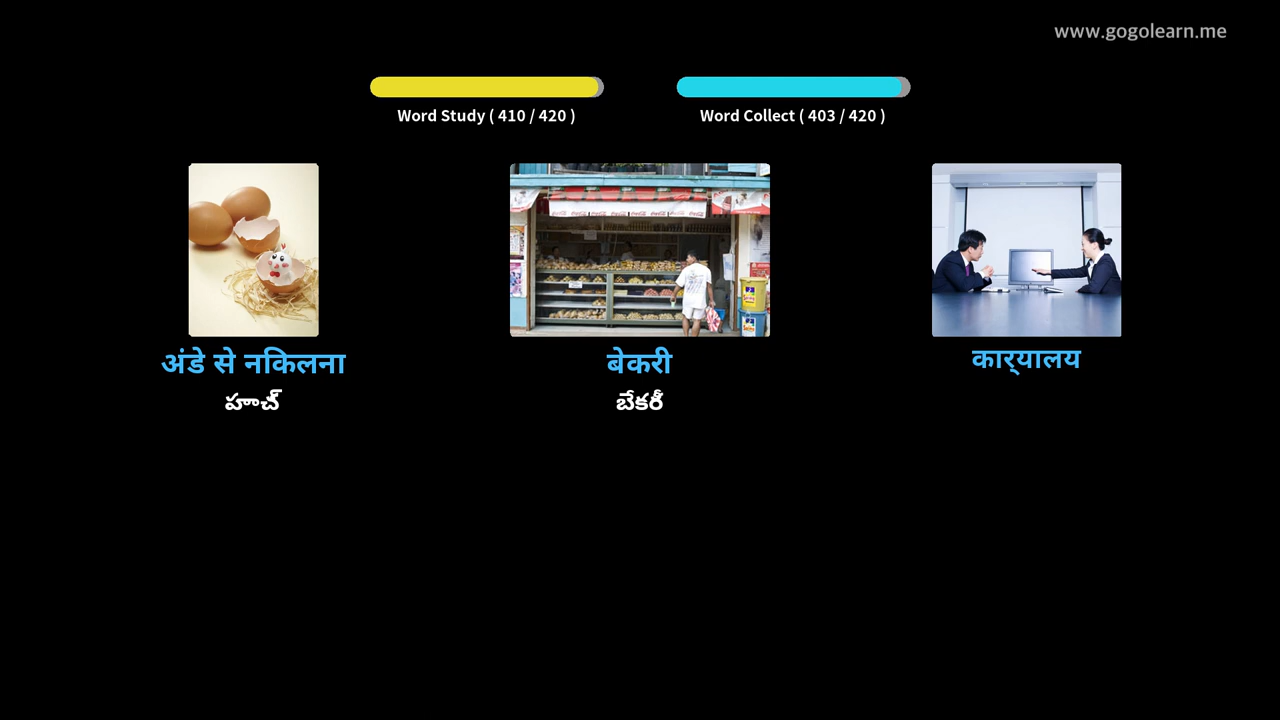 www.gogolearn.me
Word Study ( 410 / 420 )
Word Collect ( 403 / 420 )
अंडे से नकिलना
बेकरी
कार्यालय
హాచ్
బేకరీ